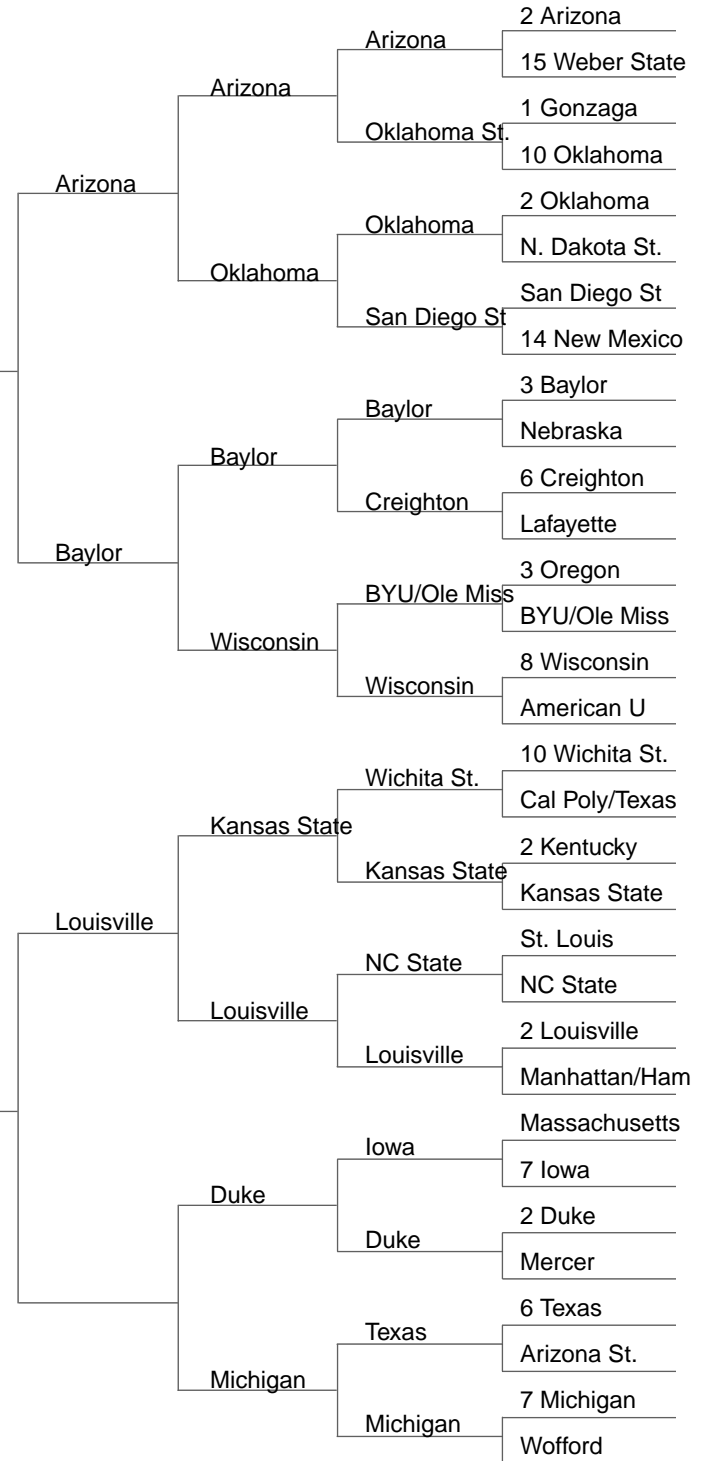 2 Arizona
Arizona
15 Weber State
Arizona
1 Gonzaga
Oklahoma St.
10 Oklahoma
Arizona
2 Oklahoma
Oklahoma
N. Dakota St.
Oklahoma
San Diego St
San Diego St
14 New Mexico
3 Baylor
Baylor
Nebraska
Baylor
6 Creighton
Creighton
Lafayette
Baylor
3 Oregon
BYU/Ole Miss
BYU/Ole Miss
Wisconsin
8 Wisconsin
Wisconsin
American U
10 Wichita St.
Wichita St.
Cal Poly/Texas
Kansas State
2 Kentucky
Kansas State
Kansas State
Louisville
St. Louis
NC State
NC State
Louisville
2 Louisville
Louisville
Manhattan/Ham
Massachusetts
Iowa
7 Iowa
Duke
2 Duke
Duke
Mercer
6 Texas
Texas
Arizona St.
Michigan
7 Michigan
Michigan
Wofford